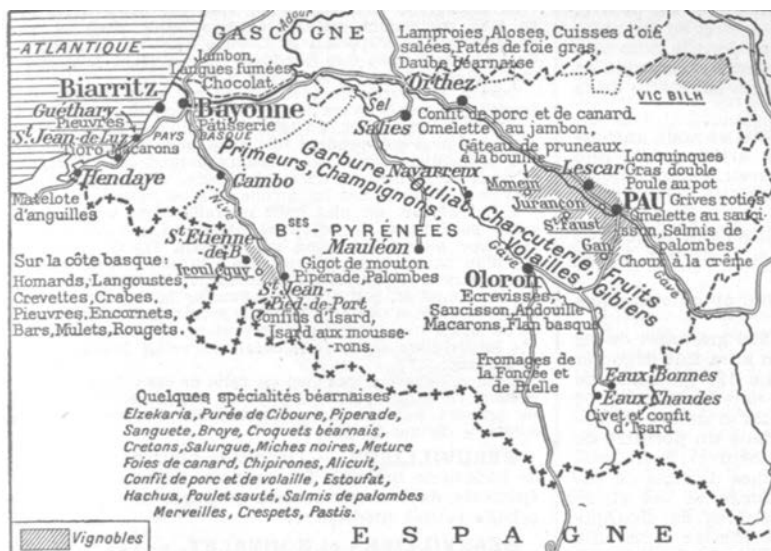 GASCOGNE
Adour
ATLANTIQUE
Jambon,
Langues fumées
Chocolat.
Lamproies, Aloses, Cuisses d'oie
salées, Patés de foie gras,
Daube béarnaise
Orthez
VIC BILH
Biarritz
Bayonne
Pâtisserie
Guéthary
Pieuvres
St Jean-de-Luz
PAYS
BASQUE
Macarons
Hendaye
Matelote
d'anguilles
Sel
Salies
Confit de porc et de canard.
Omelette au jambon.
Gâteau de pruneaux
à la bouillie
Garbure
Ouliat
Primeurs, Champignons.
Navarrenx
Monein
Lescar
Lonquinques
Gras double
Poule au pot
Jurançon
PAU
Grives roties
Omelette au sauci-
sson, Salmis de
palombes
Choux à la crême
St Faust
Gan
Gave
Cambo
Nive
Bses-PYRÉNÉES
Mauléon
Gigot de mouton
Piperade, Palombes
Charcuterie
Volailles
Fruits
Gibiers
St Etienne-
de-B
Irouleguy
St Jean-
Pied-de-Port
Confits d'Isard,
Isard aux mousse-
rons.
Sur la côte basque:
Homards, Langoustes,
Crevettes, Crabes,
Pieuvres, Encornets,
Bars, Mulets, Rougets.
Oloron
Gave
Ecrevisses,
Saucisson, Andouille
Macarons, Flan basque
Fromages de
la Fongée et
de Bielle
Eaux Bonnes
Eaux Chaudes
Civet et confit
d'Isard
Quelques spécialités béarnaises
Elzekaria, Purée de Ciboure, Piperade,
Sanguete, Broye, Croquets béarnais,
Cretons, Salurgue, Miches noires, Meture
Foies de canard, Chipirones, Alicuit,
Confit de porc et de volaille, Estoufat,
Hachua, Poulet sauté, Salmis de palombes
Merveilles, Crespets, Pastis.
Vignobles
ESPAGNE